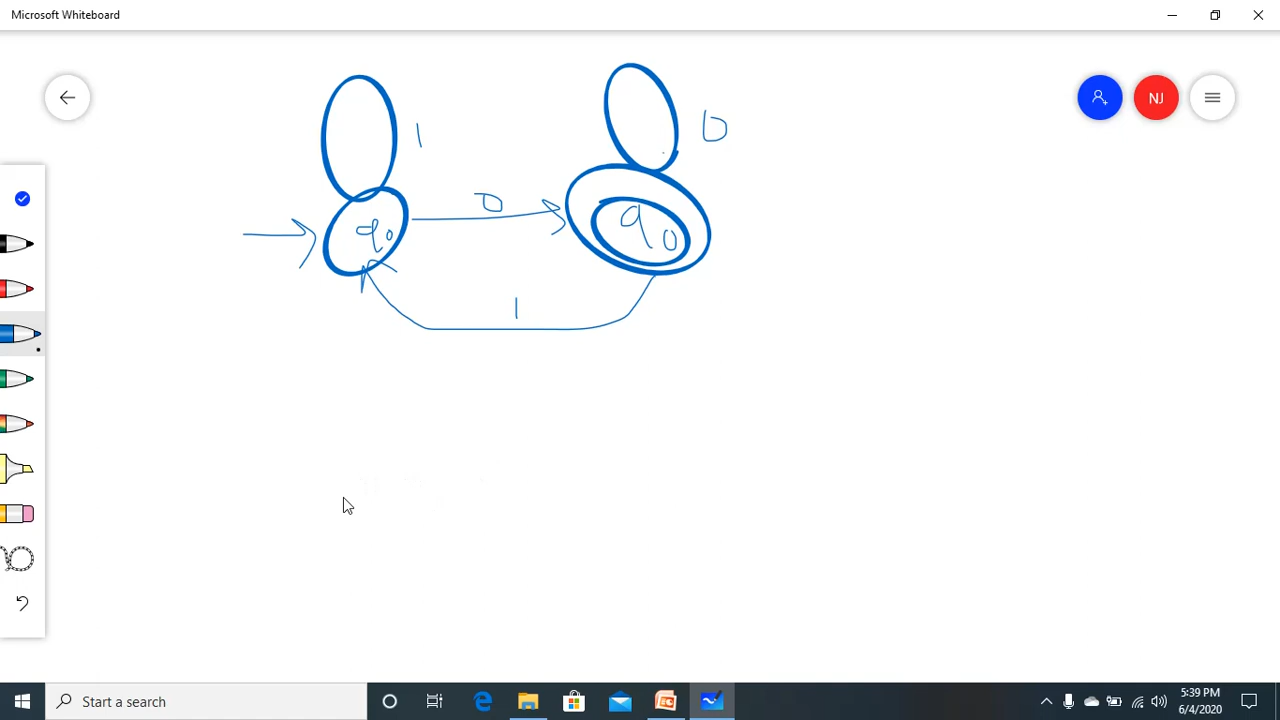 Microsoft Whiteboard
NJ
1
0
q0
0
q0
1
Start a search
5:39 PM
6/4/2020